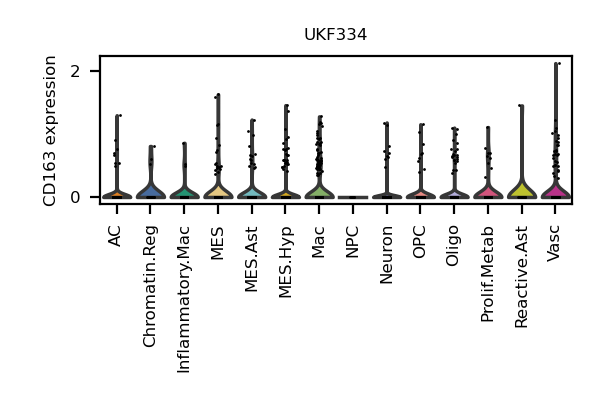 UKF334
CD163 expression
2
0
AC
Chromatin.Reg
Inflammatory.Mac
MES
MES.Ast
MES.Hyp
Mac
NPC
Neuron
OPC
Oligo
Prolif.Metab
Reactive.Ast
Vasc